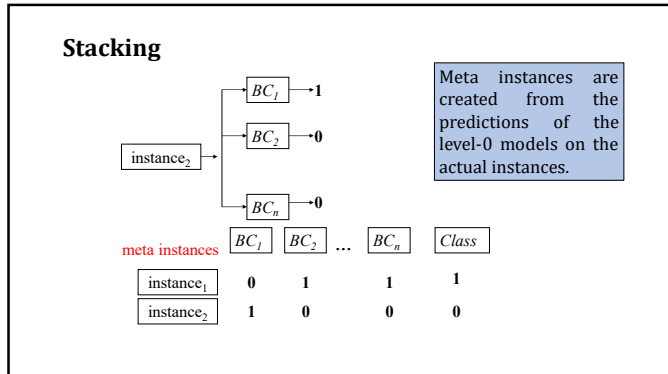 Stacking
BC₁ 1
Meta instances are
created from the
predictions of the
level-0 models on the
actual instances.
BC₂ 0
instance₂
BCₙ 0
meta instances BC₁ BC₂ ... BCₙ Class
instance₁ 0 1 1 1
instance₂ 1 0 0 0